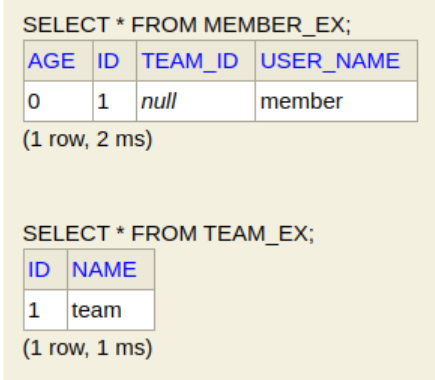 SELECT * FROM MEMBER_EX;
AGE ID TEAM_ID USER_NAME
0 1 null member
(1 row, 2 ms)
SELECT * FROM TEAM_EX;
ID NAME
1 team
(1 row, 1 ms)